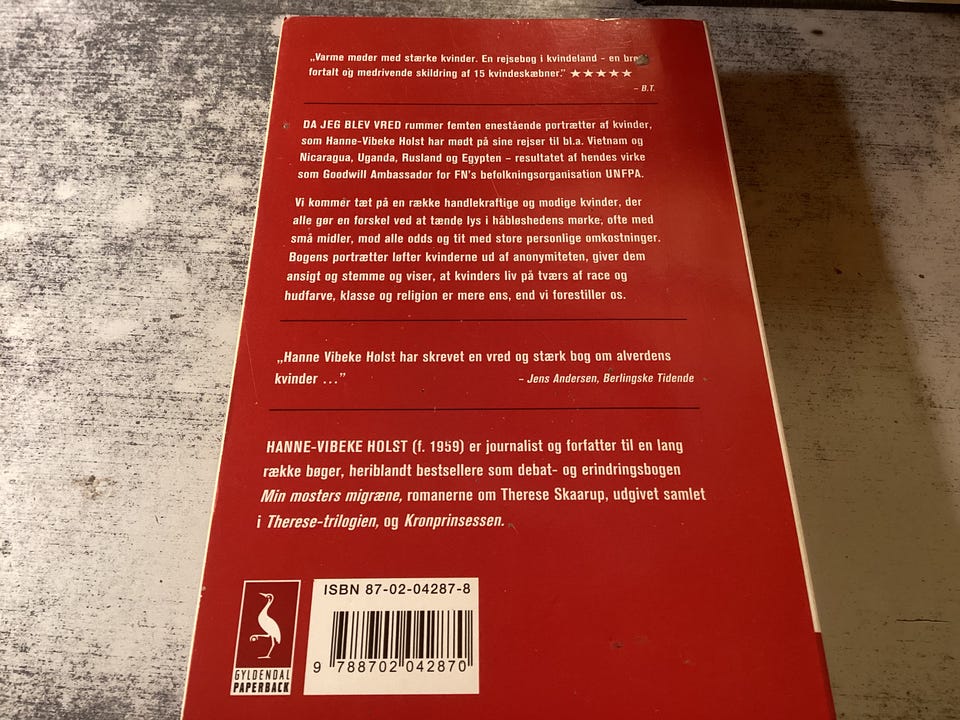 „Varme møder med stærke kvinder. En rejsebog i kvindeland – en
fortalt og medrivende skildring af 15 kvindeskæbner.” ★★★★★
– B.T.
DA JEG BLEV VRED rummer femten enestående portrætter af kvinder,
som Hanne-Vibeke Holst har mødt på sine rejser til bl.a. Vietnam og
Nicaragua, Uganda, Rusland og Egypten – resultatet af hendes virke
som Goodwill Ambassador for FN's befolkningsorganisation UNFPA.
Vi kommer tæt på en række handlekraftige og modige kvinder, der
alle gør en forskel ved at tænde lys i håbløshedens mørke, ofte med
små midler, mod alle odds og tit med store personlige omkostninger.
Bogens portrætter løfter kvinderne ud af anonymiteten, giver dem
ansigt og stemme og viser, at kvinders liv på tværs af race og
hudfarve, klasse og religion er mere ens, end vi forestiller os.
„Hanne Vibeke Holst har skrevet en vred og stærk bog om alverdens
kvinder ...”
– Jens Andersen, Berlingske Tidende
HANNE-VIBEKE HOLST (f. 1959) er journalist og forfatter til en lang
række bøger, heriblandt bestsellere som debat- og erindringsbogen
Min mosters migræne, romanerne om Therese Skaarup, udgivet samlet
i Therese-trilogien, og Kronprinsessen.
ISBN 87-02-04287-8
9 788702 042870
GYLDENDAL
PAPERBACK